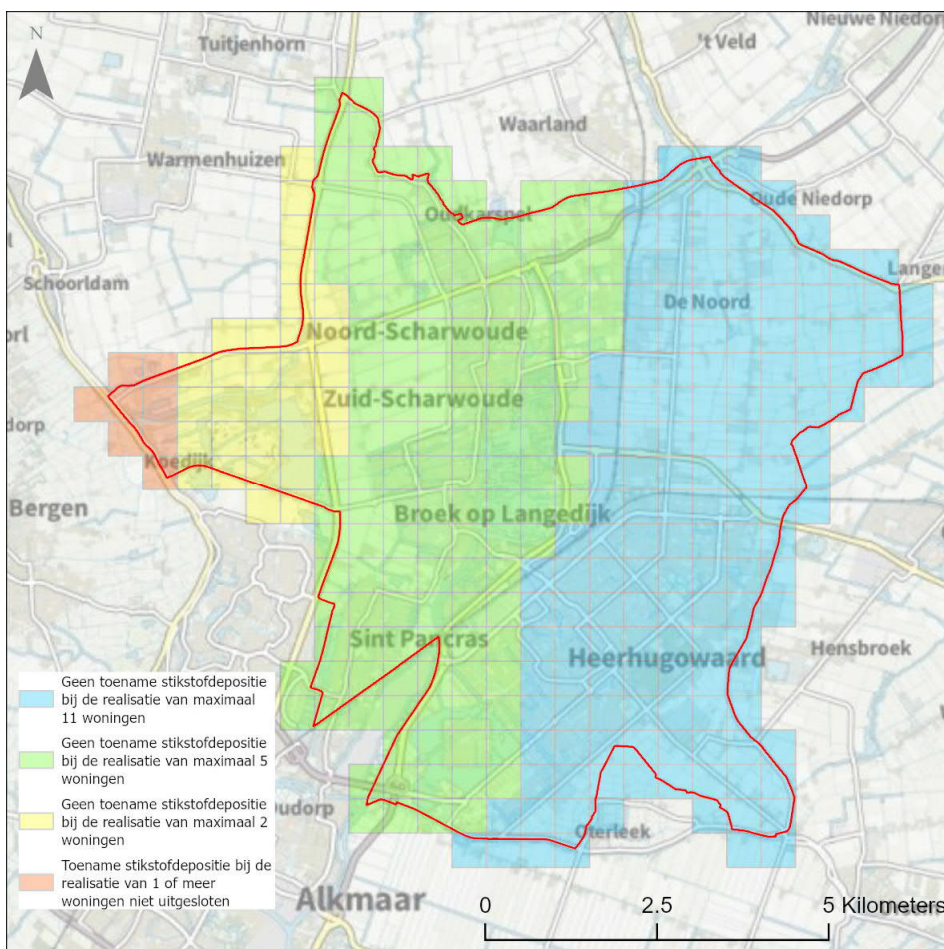 Nieuwe Niedor
Tuitjenhorn
't Veld
N
Waarland
Warmenhuizen
Oudkarspel
Oude Niedorp
Langer
Schoorldam
De Noord
orl
Noord-Scharwoude
Zuid-Scharwoude
dorp
Koedijk
Bergen
Broek op Langedijk
Sint Pancras
Heerhugowaard
Hensbroek
Geen toename stikstofdepositie
bij de realisatie van maximaal
11 woningen
Geen toename stikstofdepositie
bij de realisatie van maximaal 5
woningen
Geen toename stikstofdepositie
bij de realisatie van maximaal 2
woningen
Toename stikstofdepositie bij de
realisatie van 1 of meer
woningen niet uitgesloten
udorp
Oterleek
Alkmaar
0 2.5 5 Kilometers